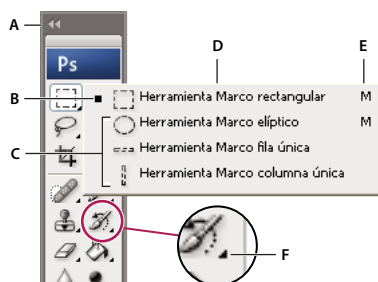 A
D
E
Ps
B
Herramienta Marco rectangular M
Herramienta Marco elíptico M
C
Herramienta Marco fila única
Herramienta Marco columna única
F